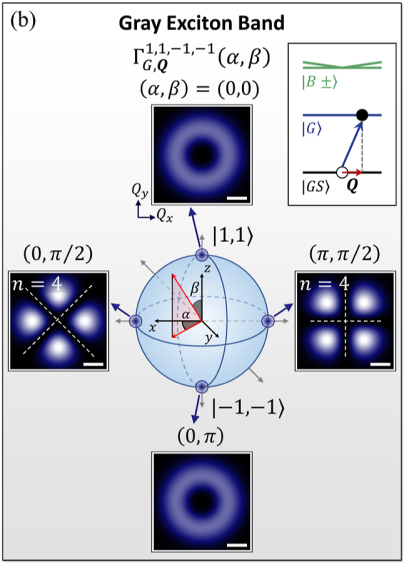 (b)
Gray Exciton Band
Γ_{G,Q}^{1,1,-1,-1}(α, β)
(α, β) = (0,0)
|B ±⟩
|G⟩
|GS⟩
Q
Q_y
Q_x
|1,1⟩
(0, π/2)
(π, π/2)
n = 4
n = 4
z
β
α
x
y
|−1,−1⟩
(0, π)